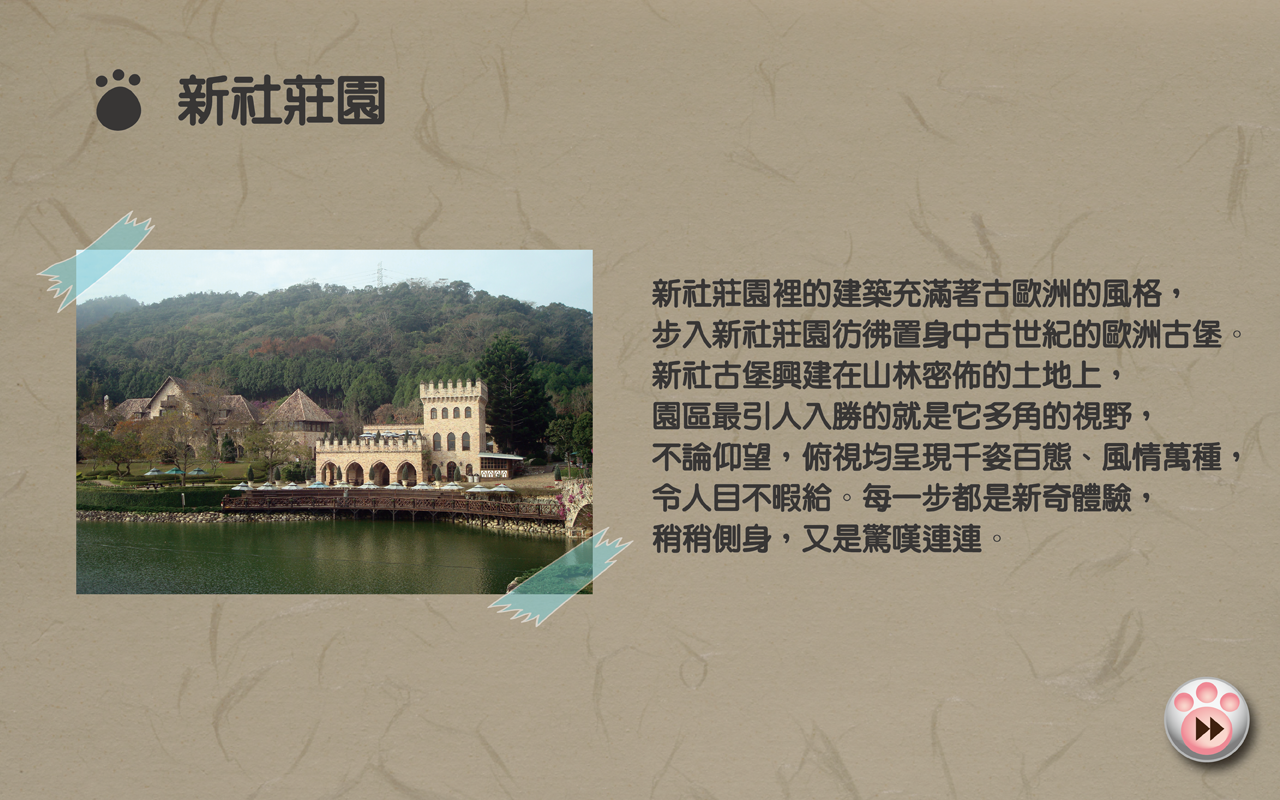 新社莊園
新社莊園裡的建築充滿著古歐洲的風格，
步入新社莊園彷彿置身中古世紀的歐洲古堡。
新社古堡興建在山林密佈的土地上，
園區最引人入勝的就是它多角的視野，
不論仰望，俯視均呈現千姿百態、風情萬種，
令人目不暇給。每一步都是新奇體驗，
稍稍側身，又是驚嘆連連。